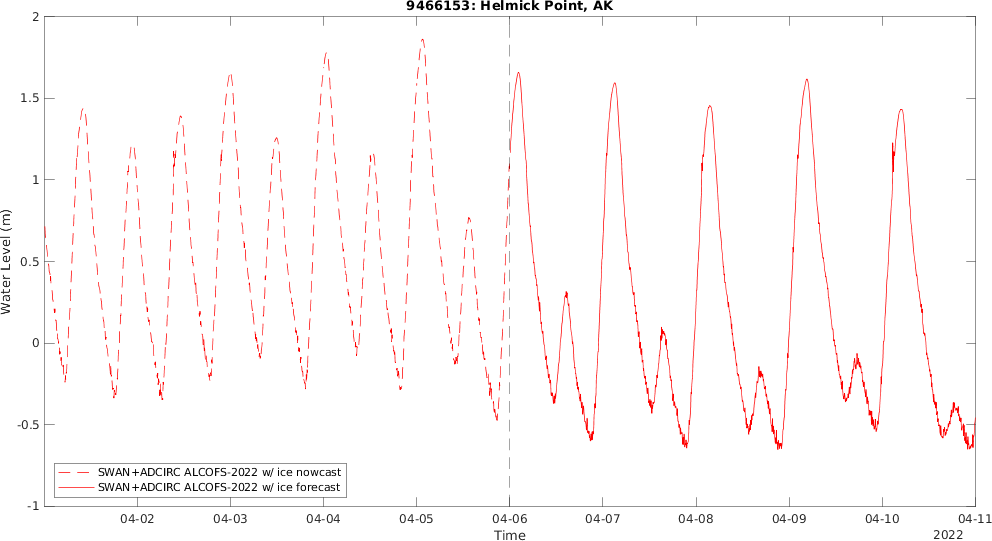 9466153: Helmick Point, AK
2
1.5
1
0.5
0
-0.5
-1
Water Level (m)
SWAN+ADCIRC ALCOFS-2022 w/ ice nowcast
SWAN+ADCIRC ALCOFS-2022 w/ ice forecast
04-02 04-03 04-04 04-05 04-06 04-07 04-08 04-09 04-10 04-11
Time
2022